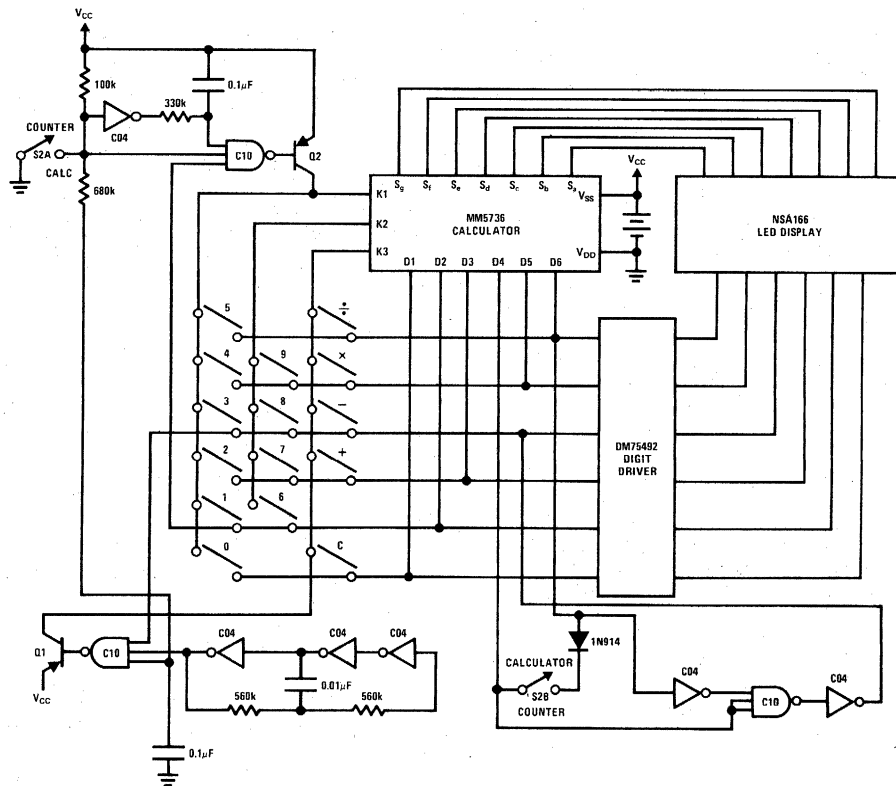 VCC
100k
0.1μF
330k
C04
COUNTER
S2A
CALC
C10
Q2
680k
Sg Sf Se Sd Sc Sb Sa
VCC
K1
VSS
MM5736
CALCULATOR
NSA166
LED DISPLAY
K2
K3
VDD
D1 D2 D3 D4 D5 D6
5 ÷
4 9 ×
3 8 −
2 7 +
1 6
0 C
DM75492
DIGIT
DRIVER
Q1
C10
C04
C04
C04
VCC
560k
0.01μF
560k
0.1μF
1N914
CALCULATOR
S2B
COUNTER
C04
C10
C04